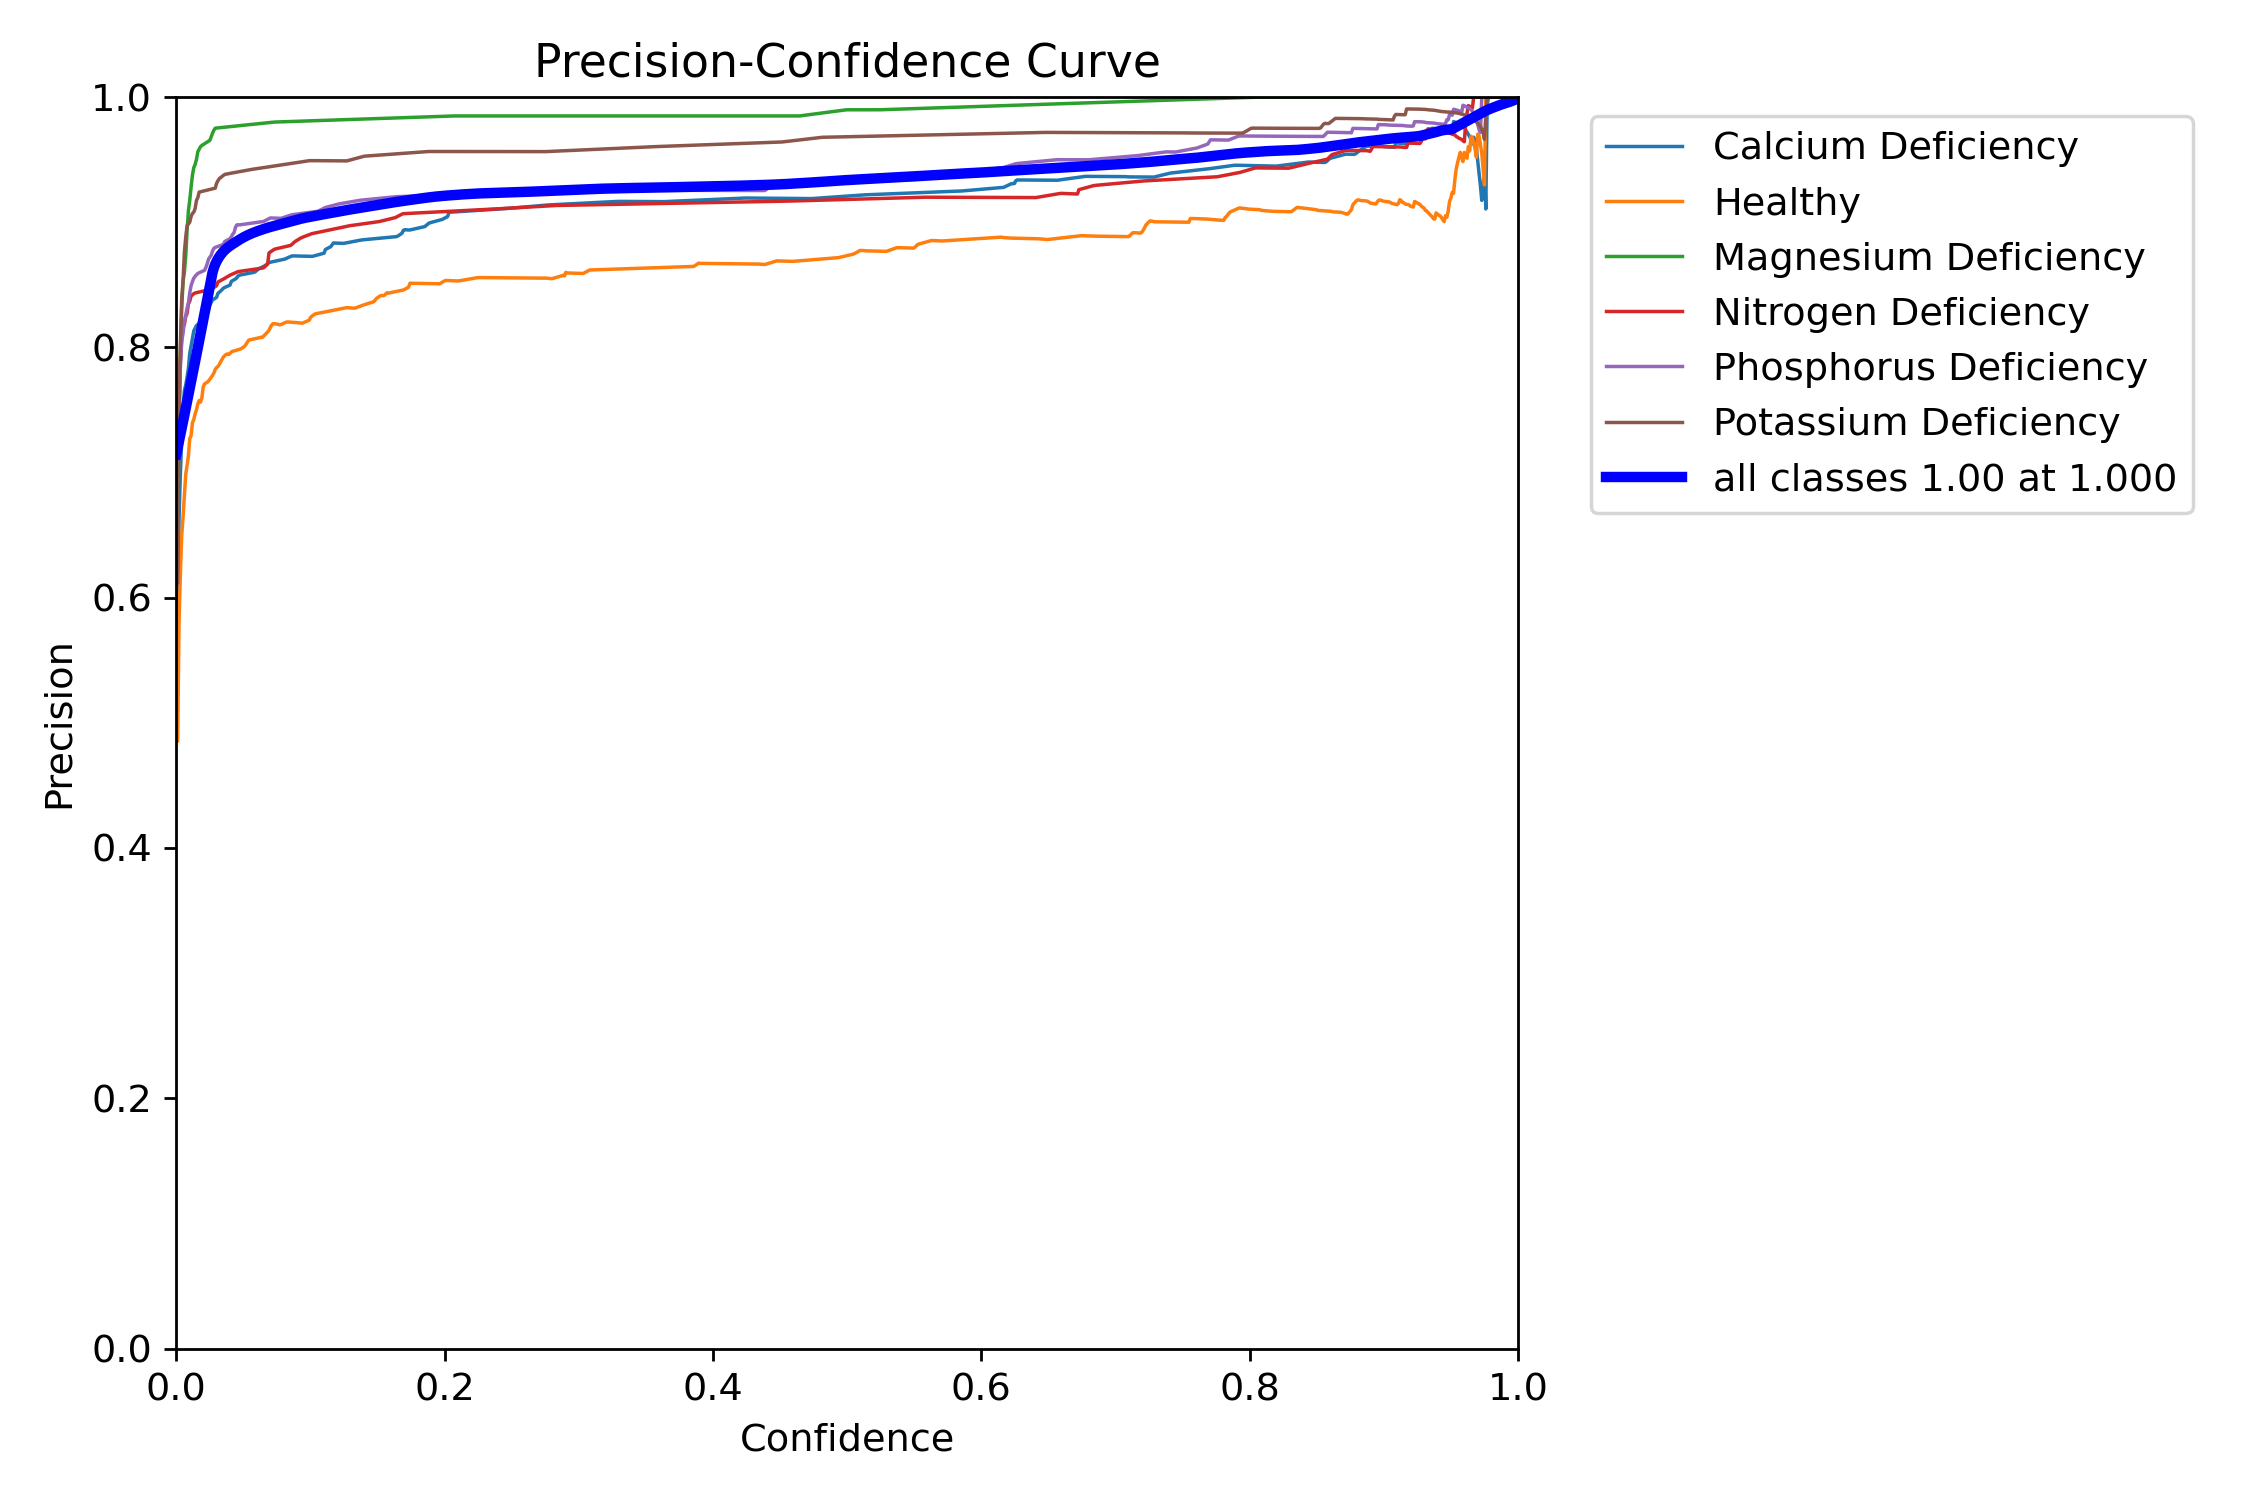 Precision-Confidence Curve
1.0
0.8
0.6
0.4
0.2
0.0
Precision
0.0 0.2 0.4 0.6 0.8 1.0
Confidence
Calcium Deficiency
Healthy
Magnesium Deficiency
Nitrogen Deficiency
Phosphorus Deficiency
Potassium Deficiency
all classes 1.00 at 1.000